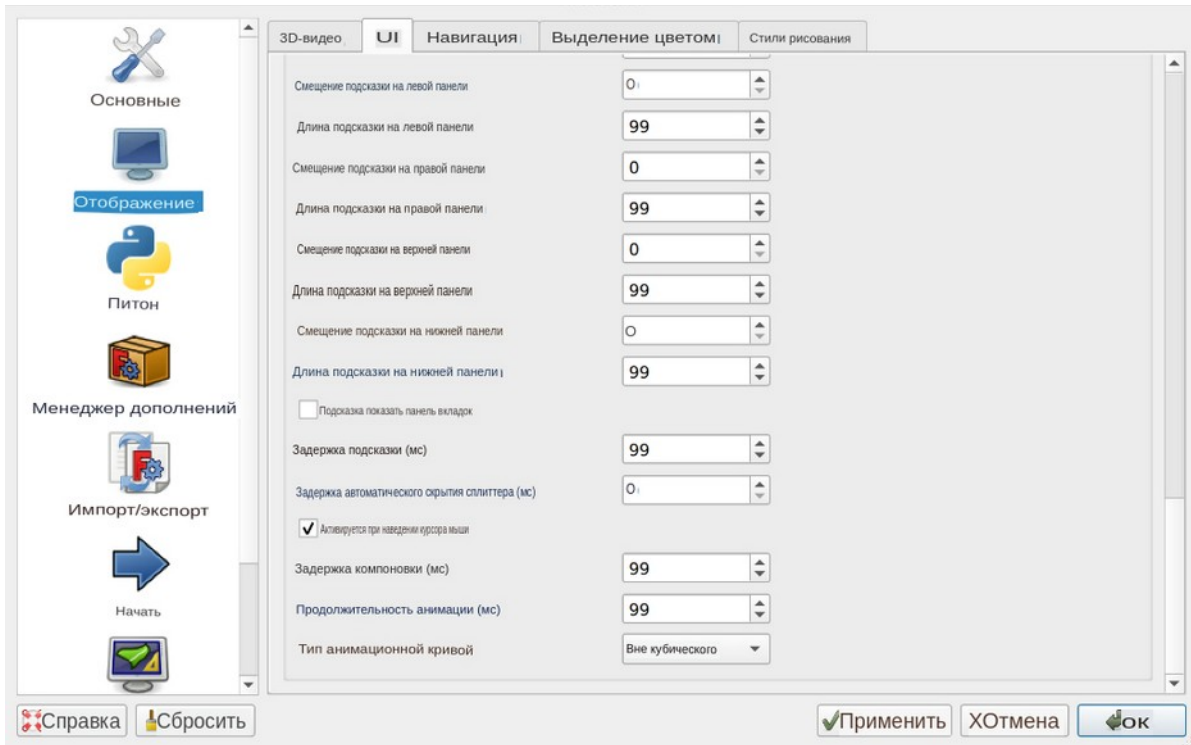 Основные
Отображение
Питон
Менеджер дополнений
Импорт/экспорт
Начать
3D-видео UI Навигация Выделение цветом Стили рисования
Смещение подсказки на левой панели 0
Длина подсказки на левой панели 99
Смещение подсказки на правой панели 0
Длина подсказки на правой панели 99
Смещение подсказки на верхней панели 0
Длина подсказки на верхней панели 99
Смещение подсказки на нижней панели 0
Длина подсказки на нижней панели 99
Подсказка показать панель вкладок
Задержка подсказки (мс) 99
Задержка автоматического скрытия сплиттера (мс) 0
Активируется при наведении курсора мыши
Задержка компоновки (мс) 99
Продолжительность анимации (мс) 99
Тип анимационной кривой Вне кубического
Справка Сбросить Применить XОтмена ок